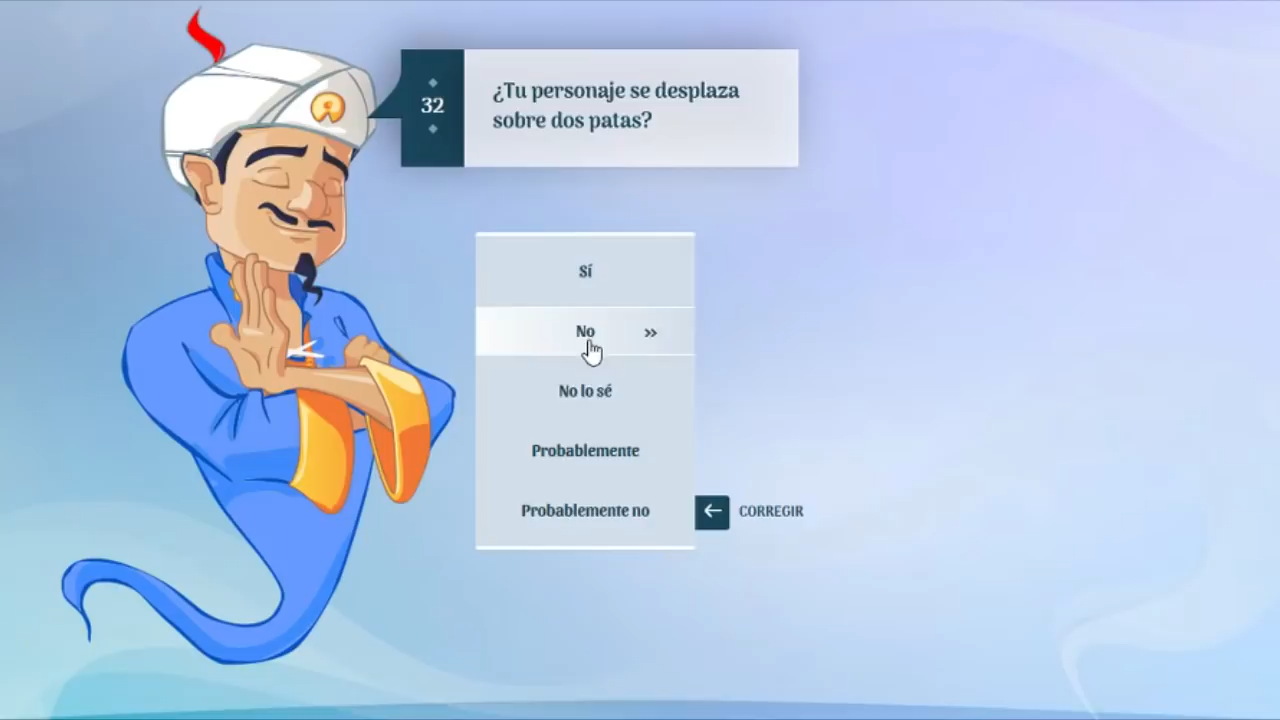 32
¿Tu personaje se desplaza
sobre dos patas?
Sí
No
No lo sé
Probablemente
Probablemente no
CORREGIR